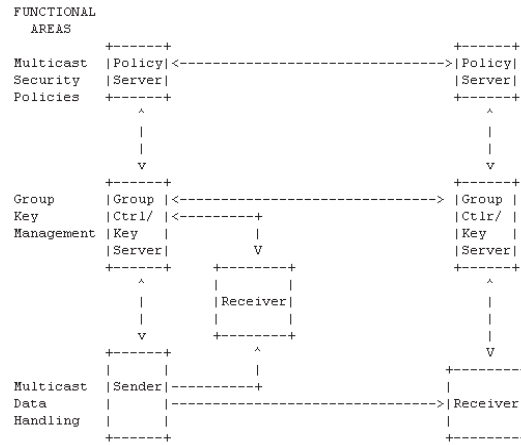 FUNCTIONAL
AREAS
Multicast Policy Policy
Security Server Server
Policies
Group Group Group
Key Ctrl/ Ctlr/
Management Key Key
Server Server
Receiver
Multicast Sender
Data Receiver
Handling